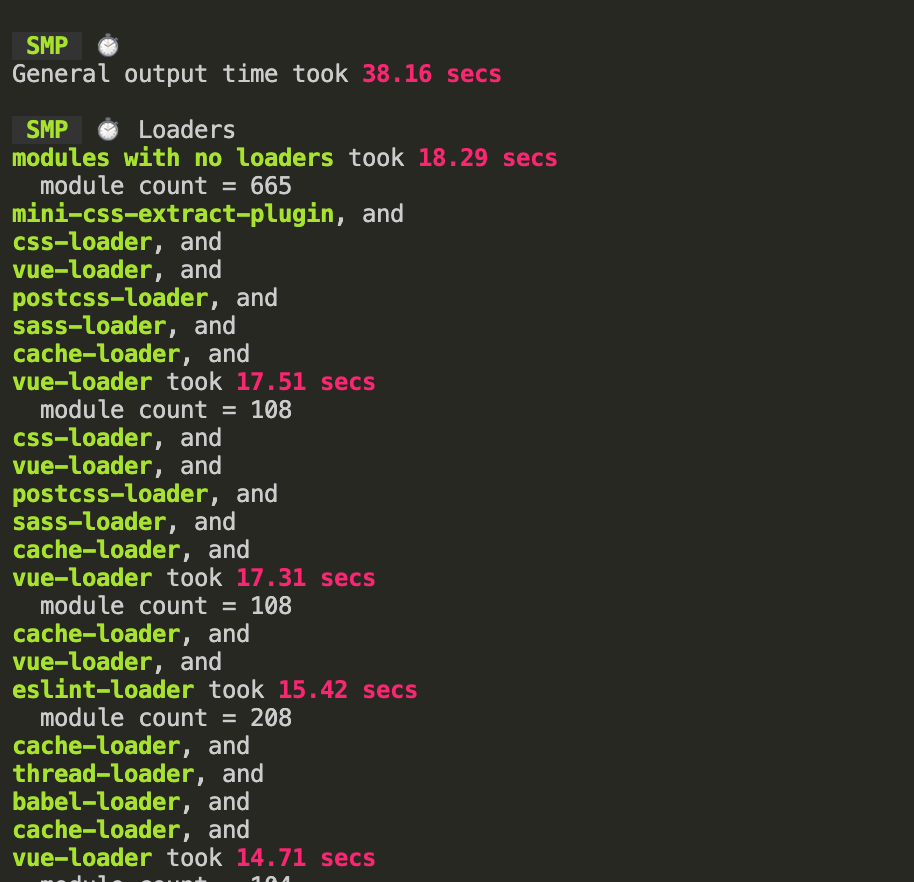 SMP ⏱
General output time took 38.16 secs
SMP ⏱ Loaders
modules with no loaders took 18.29 secs
module count = 665
mini-css-extract-plugin, and
css-loader, and
vue-loader, and
postcss-loader, and
sass-loader, and
cache-loader, and
vue-loader took 17.51 secs
module count = 108
css-loader, and
vue-loader, and
postcss-loader, and
sass-loader, and
cache-loader, and
vue-loader took 17.31 secs
module count = 108
cache-loader, and
vue-loader, and
eslint-loader took 15.42 secs
module count = 208
cache-loader, and
thread-loader, and
babel-loader, and
cache-loader, and
vue-loader took 14.71 secs
module count = 104